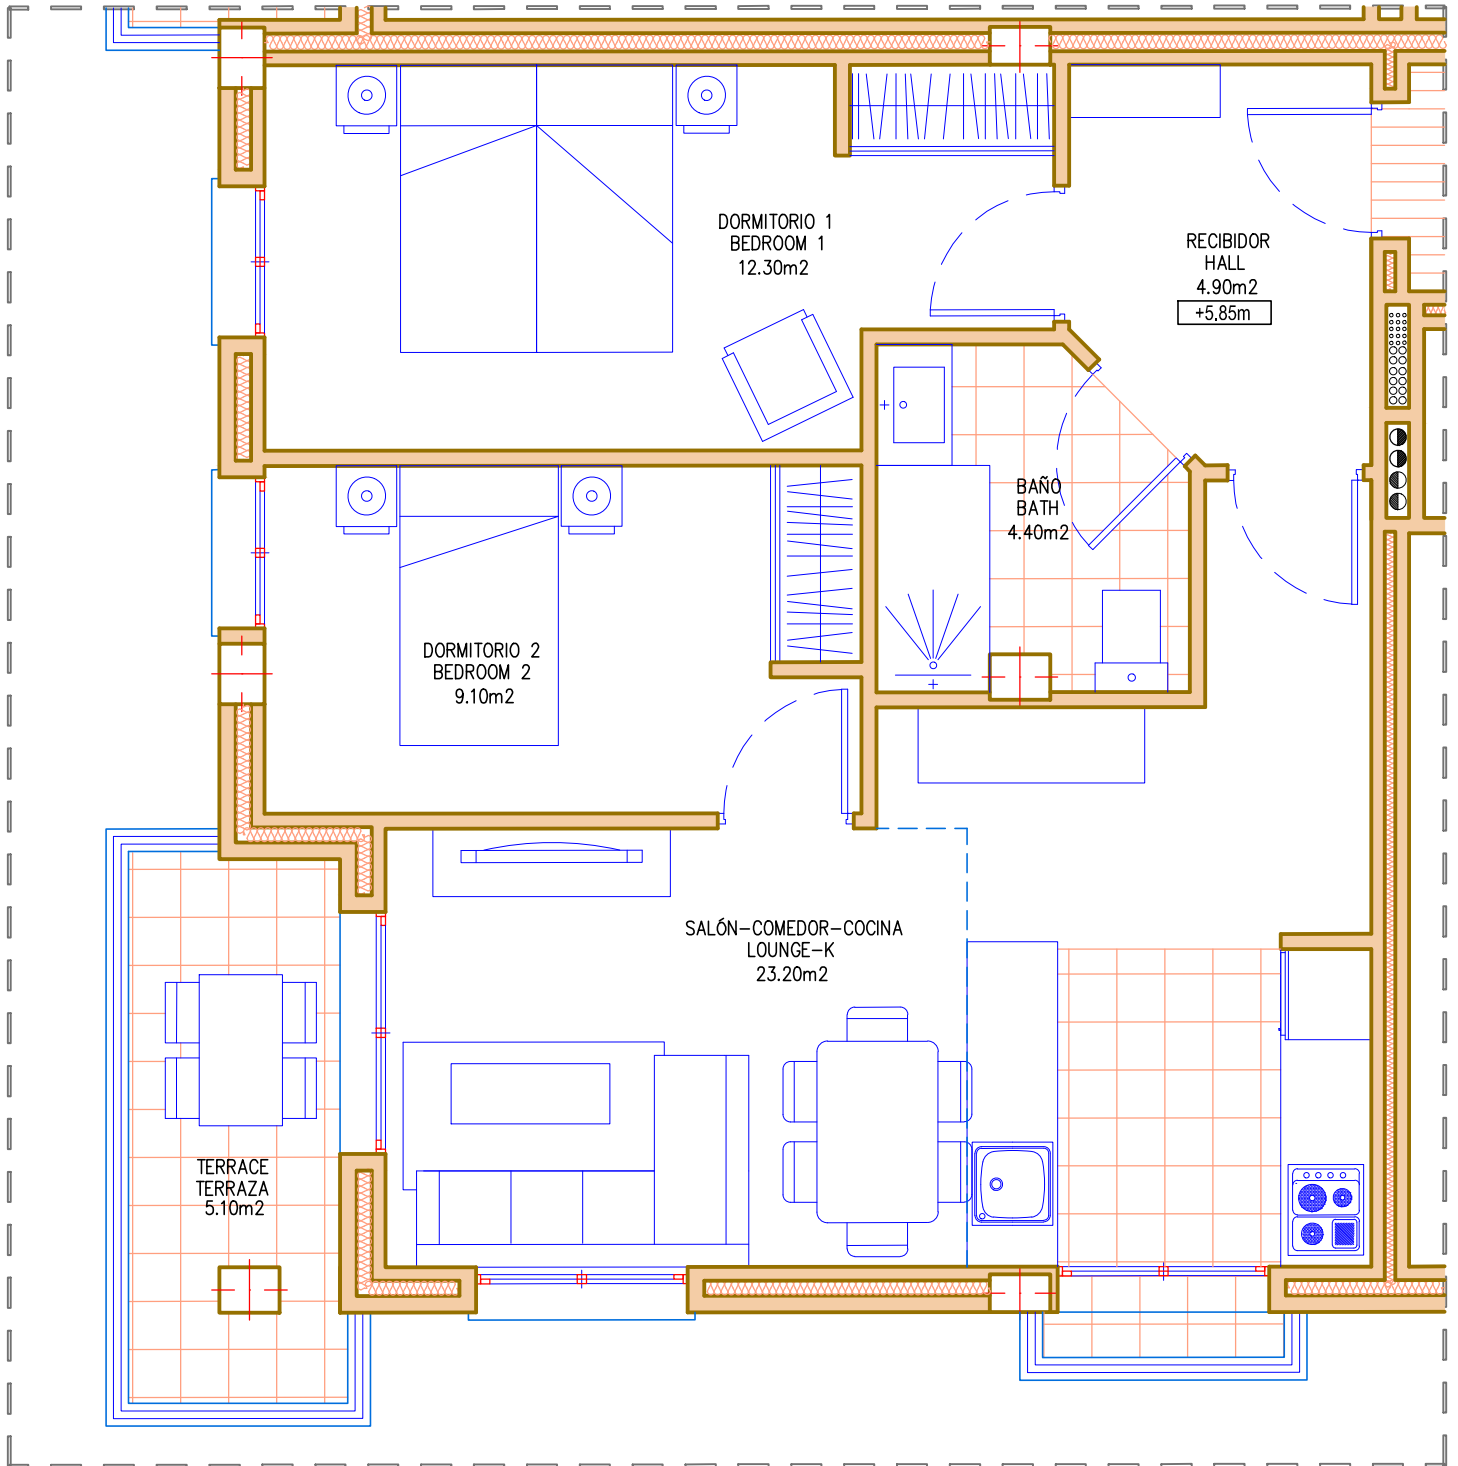 DORMITORIO 1
BEDROOM 1
12.30m2
RECIBIDOR
HALL
4.90m2
+5,85m
BAÑO
BATH
4.40m2
DORMITORIO 2
BEDROOM 2
9.10m2
SALÓN-COMEDOR-COCINA
LOUNGE-K
23.20m2
TERRACE
TERRAZA
5.10m2